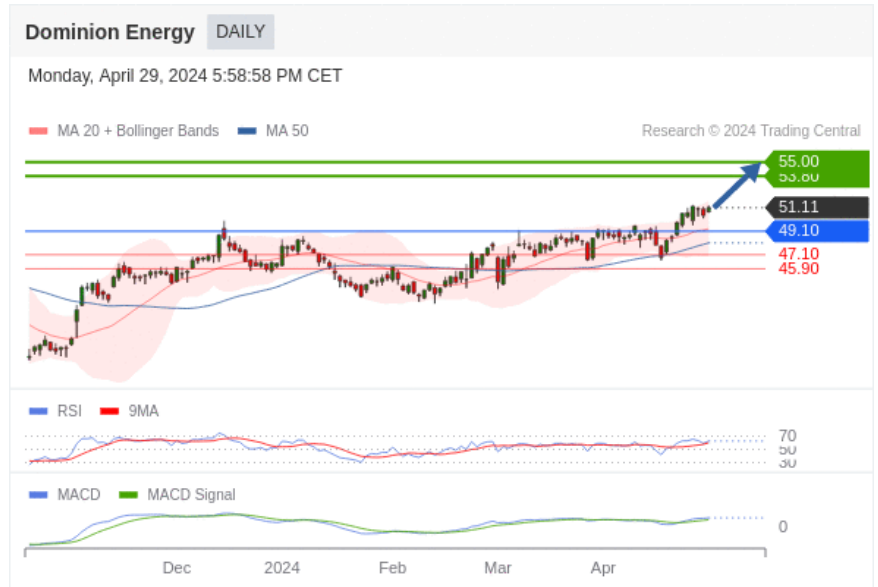 Dominion Energy DAILY
Monday, April 29, 2024 5:58:58 PM CET
MA 20 + Bollinger Bands MA 50 Research © 2024 Trading Central
55.00
53.80
51.11
49.10
47.10
45.90
RSI 9MA
70
50
30
MACD MACD Signal
0
Dec 2024 Feb Mar Apr